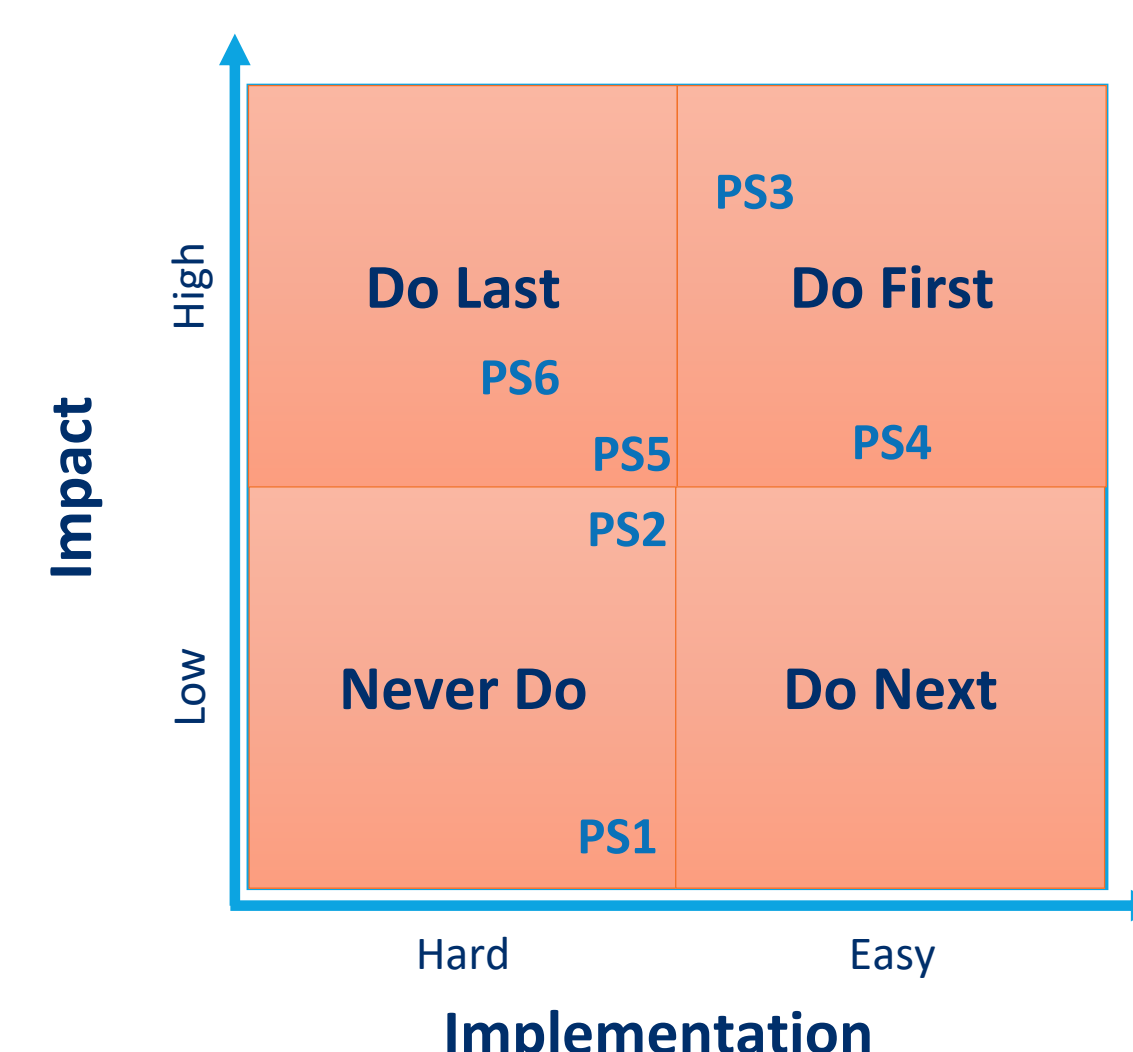 PS3
Do Last
Do First
High
PS6
PS4
PS5
Impact
PS2
Low
Never Do
Do Next
PS1
Hard
Easy
Implementation